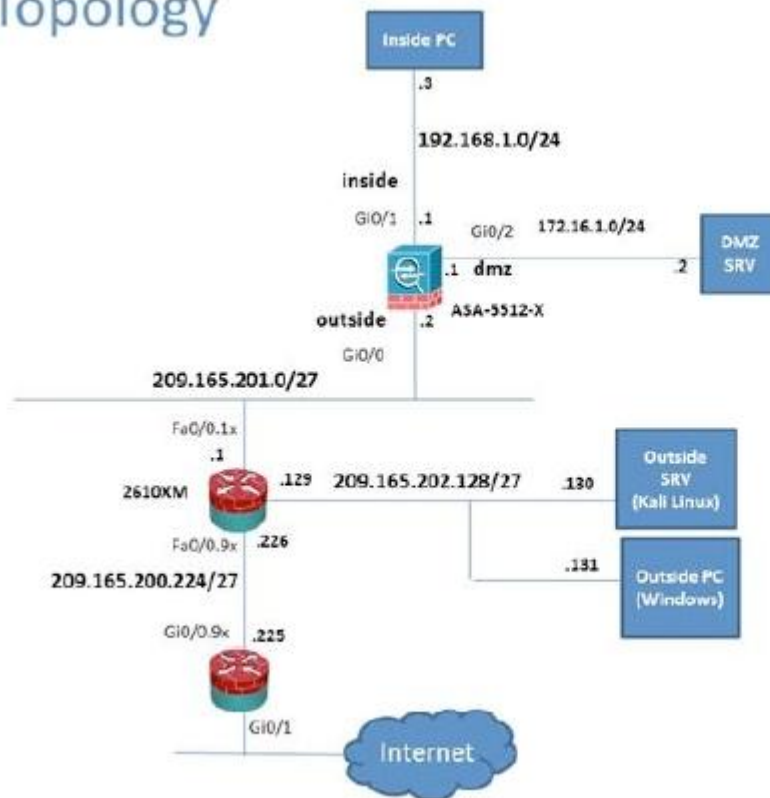 Topology
Inside PC
.3
192.168.1.0/24
inside
Gi0/1 .1
Gi0/2 172.16.1.0/24
DMZ
SRV
.1 dmz
.2
ASA-5512-X
outside .2
Gi0/0
209.165.201.0/27
Fa0/0.1x
.1
2610XM
.129 209.165.202.128/27 .130
Outside
SRV
(Kali Linux)
Fa0/0.9x .226
209.165.200.224/27
.131
Outside PC
(Windows)
Gi0/0.9x .225
Gi0/1
Internet